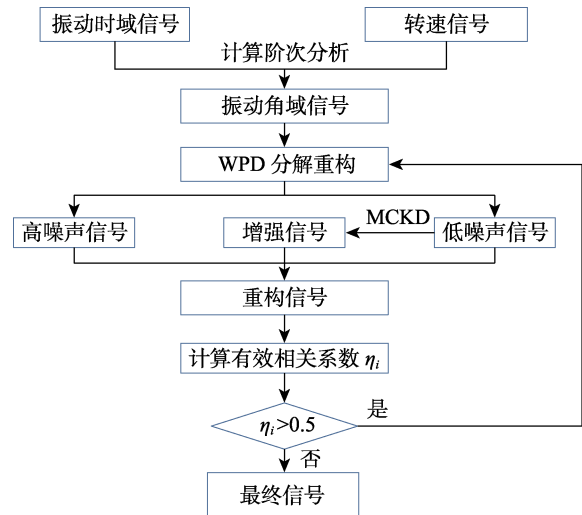 振动时域信号
转速信号
计算阶次分析
振动角域信号
WPD 分解重构
MCKD
高噪声信号
增强信号
低噪声信号
重构信号
计算有效相关系数 ηi
ηi>0.5
是
否
最终信号